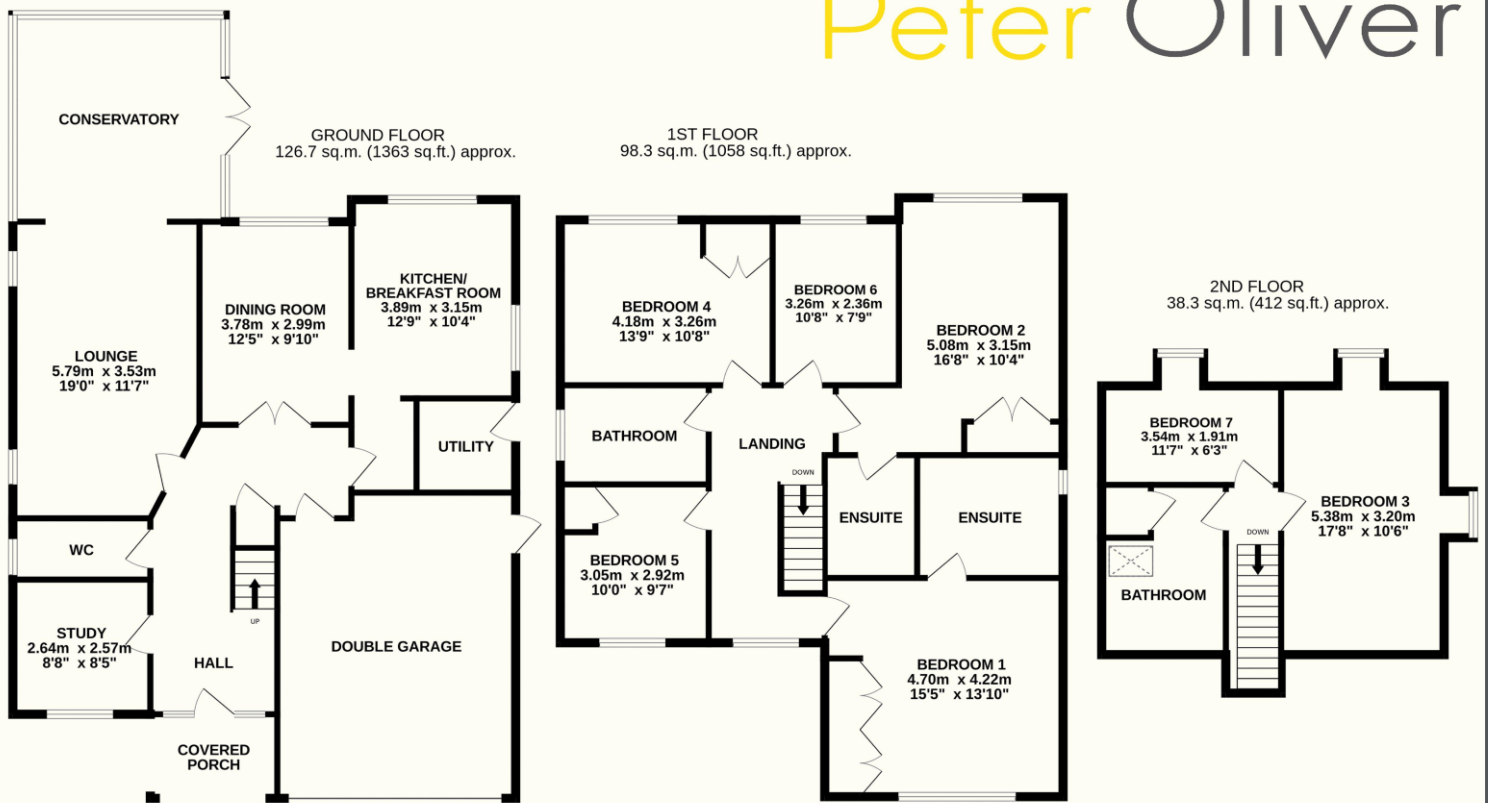 Peter Oliver
CONSERVATORY
GROUND FLOOR
126.7 sq.m. (1363 sq.ft.) approx.
KITCHEN/
BREAKFAST ROOM
3.89m x 3.15m
12'9" x 10'4"
DINING ROOM
3.78m x 2.99m
12'5" x 9'10"
LOUNGE
5.79m x 3.53m
19'0" x 11'7"
UTILITY
WC
STUDY
2.64m x 2.57m
8'8" x 8'5"
UP
HALL
DOUBLE GARAGE
COVERED
PORCH
1ST FLOOR
98.3 sq.m. (1058 sq.ft.) approx.
BEDROOM 4
4.18m x 3.26m
13'9" x 10'8"
BEDROOM 6
3.26m x 2.36m
10'8" x 7'9"
BEDROOM 2
5.08m x 3.15m
16'8" x 10'4"
BATHROOM
LANDING
DOWN
ENSUITE
ENSUITE
BEDROOM 5
3.05m x 2.92m
10'0" x 9'7"
BEDROOM 1
4.70m x 4.22m
15'5" x 13'10"
2ND FLOOR
38.3 sq.m. (412 sq.ft.) approx.
BEDROOM 7
3.54m x 1.91m
11'7" x 6'3"
BEDROOM 3
5.38m x 3.20m
17'8" x 10'6"
DOWN
BATHROOM